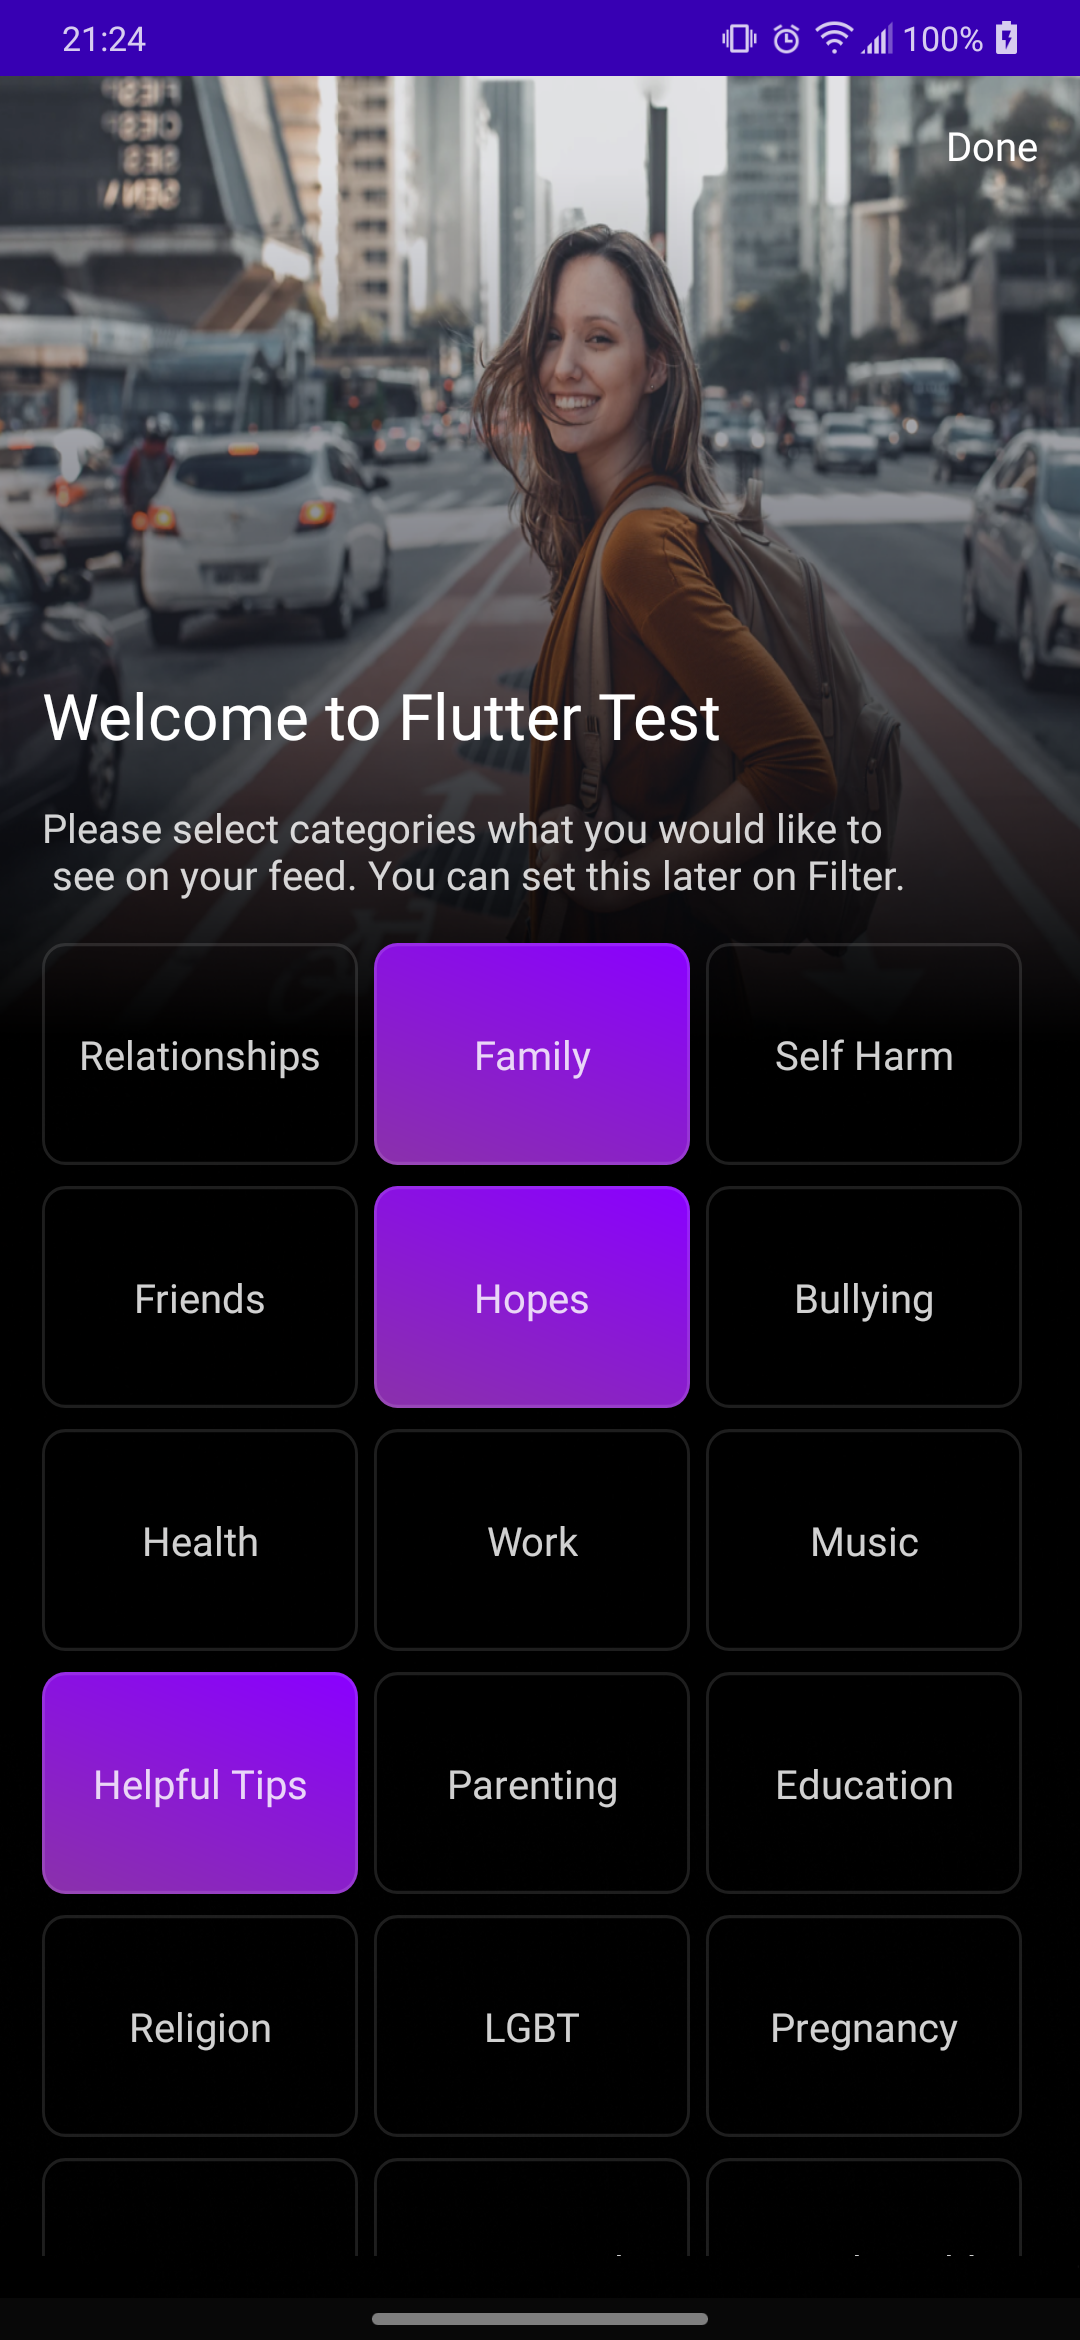 21:24 100%
Done
Welcome to Flutter Test
Please select categories what you would like to
see on your feed. You can set this later on Filter.
Relationships Family Self Harm
Friends Hopes Bullying
Health Work Music
Helpful Tips Parenting Education
Religion LGBT Pregnancy